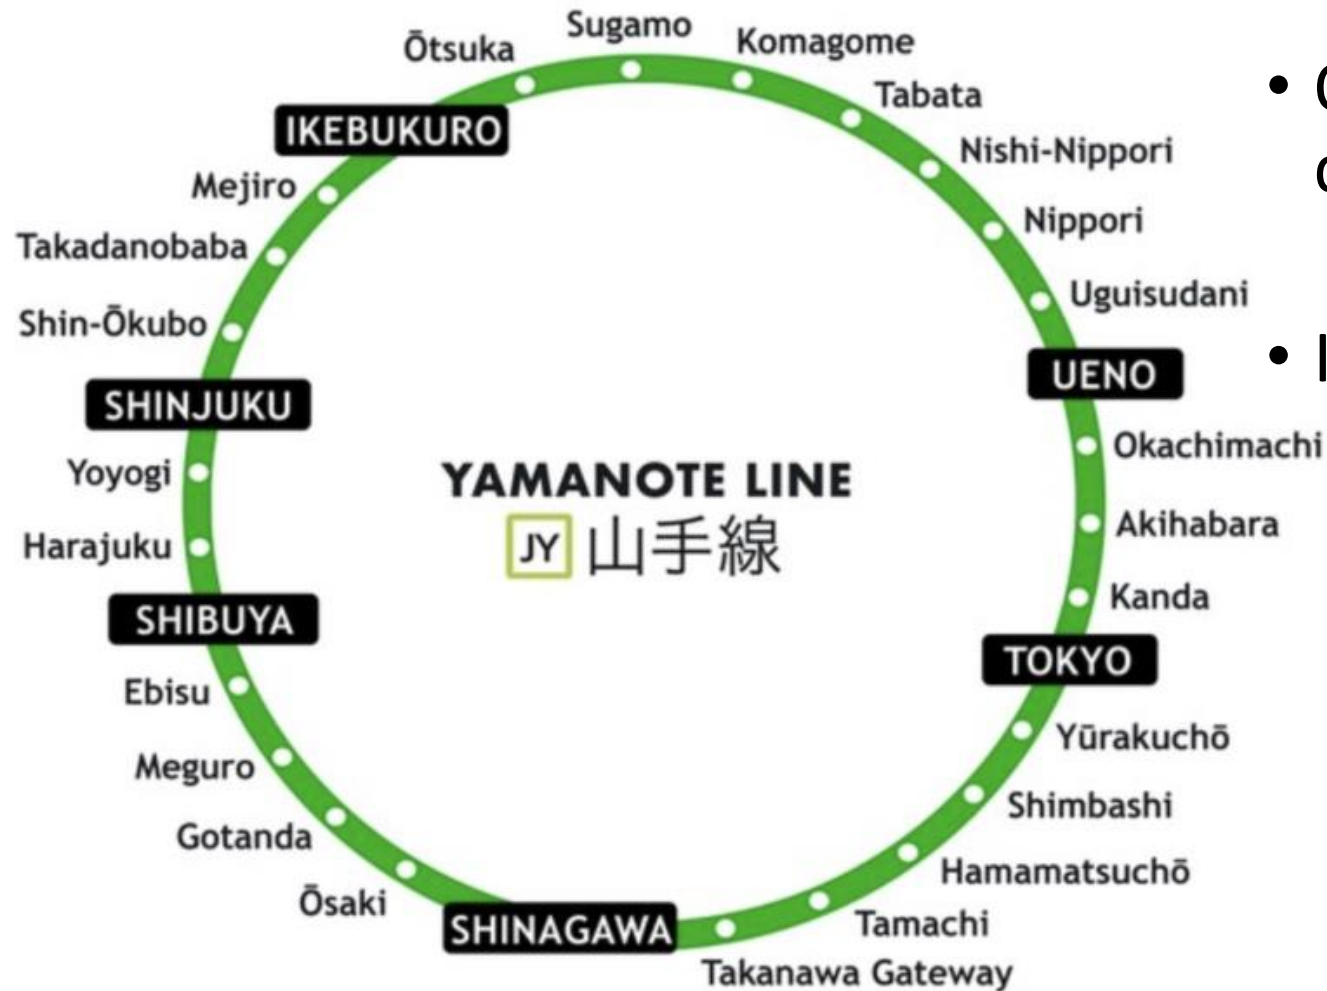 Sugamo
Ōtsuka
Komagome
Tabata
IKEBUKURO
Nishi-Nippori
Mejiro
Nippori
Takadanobaba
Uguisudani
Shin-Ōkubo
UENO
SHINJUKU
Okachimachi
Yoyogi
YAMANOTE LINE
JY 山手線
Akihabara
Harajuku
Kanda
SHIBUYA
TOKYO
Ebisu
Yūrakuchō
Meguro
Shimbashi
Gotanda
Hamamatsuchō
Ōsaki
SHINAGAWA
Tamachi
Takanawa Gateway